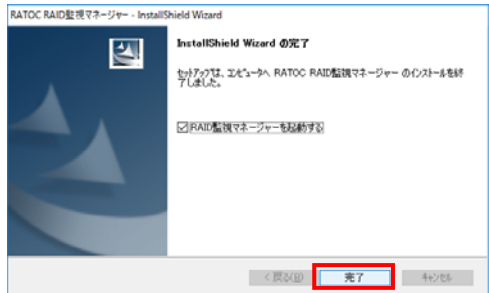 RATOC RAID監視マネージャー - InstallShield Wizard
InstallShield Wizard の完了
セットアップは、コンピュータへ RATOC RAID監視マネージャー のインストールを終
了しました。
RAID監視マネージャーを起動する
< 戻る(B)
完了
キャンセル